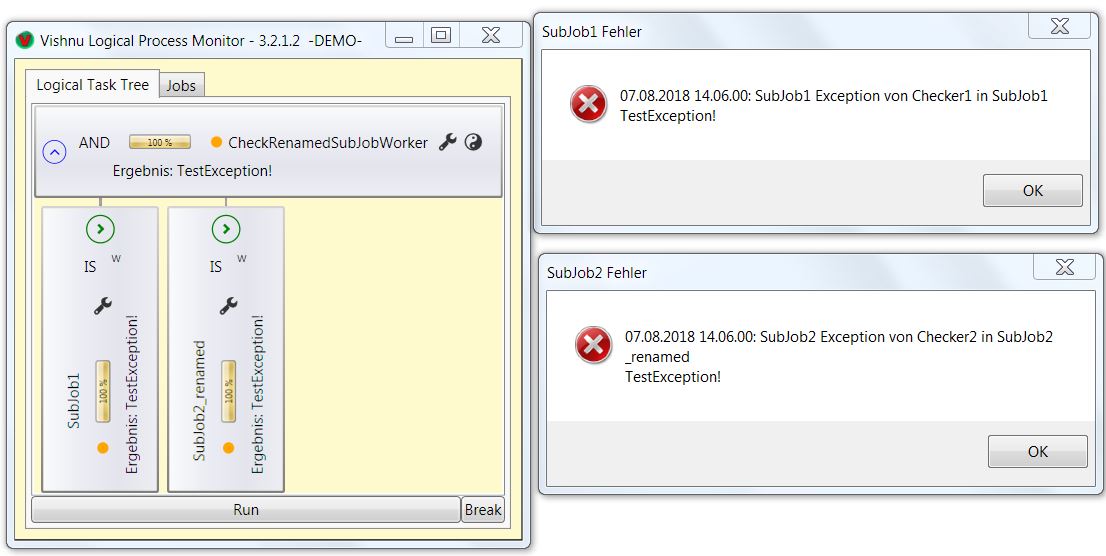 Vishnu Logical Process Monitor - 3.2.1.2 -DEMO-
Logical Task Tree
Jobs
AND
100 %
CheckRenamedSubJobWorker
Ergebnis: TestException!
IS
W
SubJob1
100 %
Ergebnis: TestException!
IS
W
SubJob2_renamed
100 %
Ergebnis: TestException!
Run
Break
SubJob1 Fehler
07.08.2018 14.06.00: SubJob1 Exception von Checker1 in SubJob1
TestException!
OK
SubJob2 Fehler
07.08.2018 14.06.00: SubJob2 Exception von Checker2 in SubJob2
_renamed
TestException!
OK